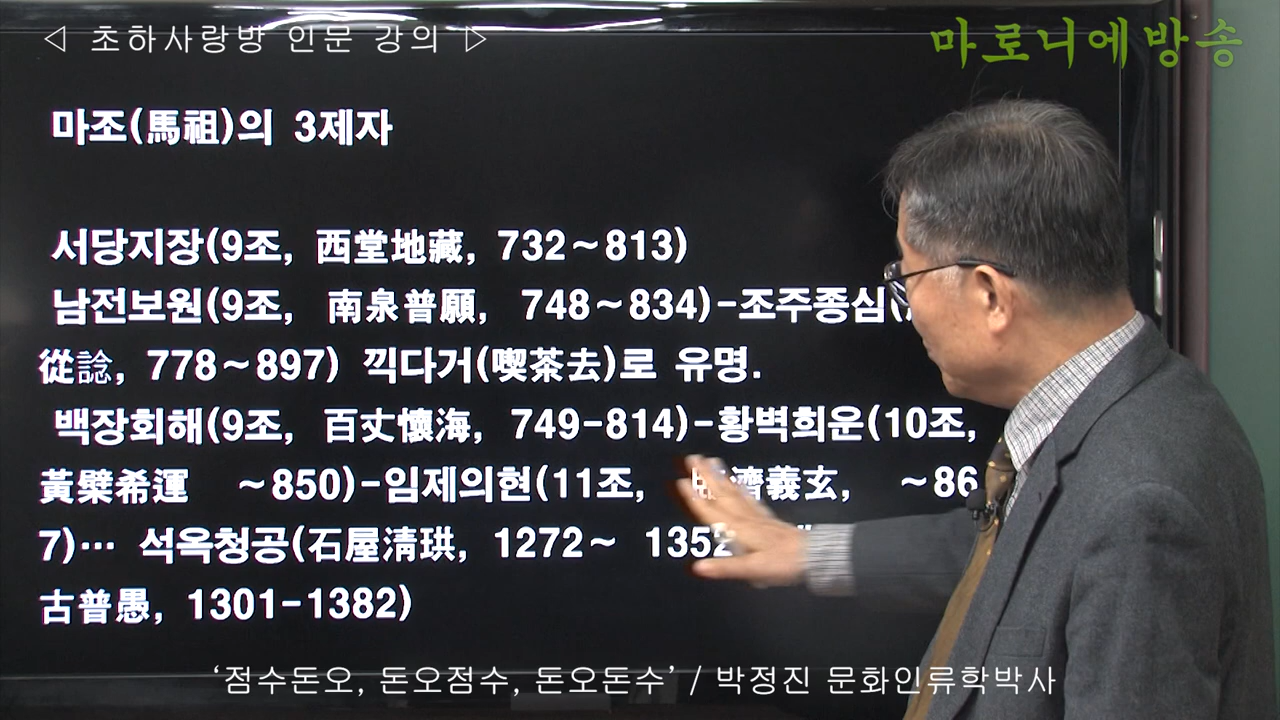 ◁ 초하사랑방 인문 강의 ▷
마로니에방송
마조(馬祖)의 3제자
서당지장(9조, 西堂地藏, 732~813)
남전보원(9조, 南泉普願, 748~834)-조주종심(
從諗, 778~897) 끽다거(喫茶去)로 유명.
백장회해(9조, 百丈懷海, 749-814)-황벽희운(10조,
黃檗希運 ~850)-임제의현(11조, 濟義玄, ~86
7)… 석옥청공(石屋淸珙, 1272~ 1352
古普愚, 1301-1382)
‘점수돈오, 돈오점수, 돈오돈수’ / 박정진 문화인류학박사